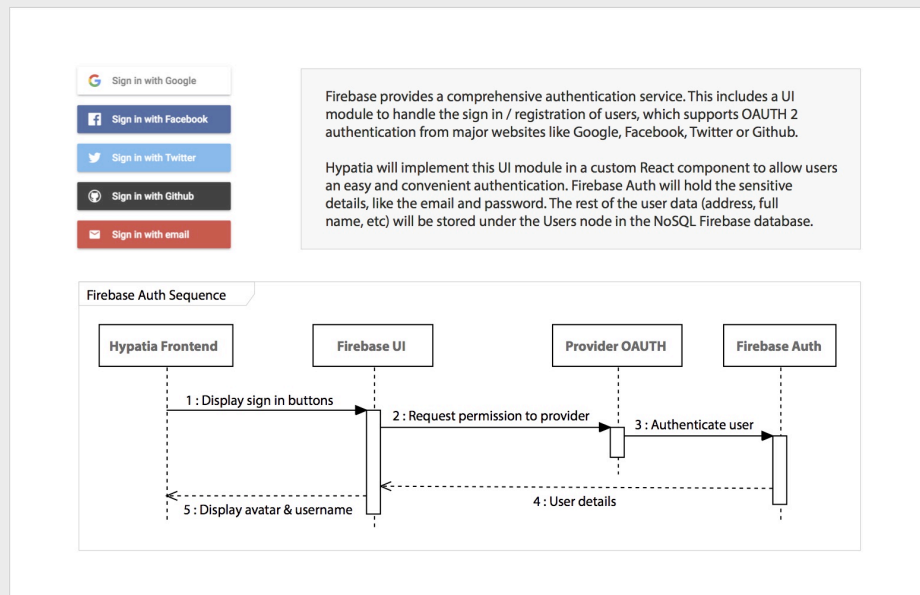 Sign in with Google
Sign in with Facebook
Sign in with Twitter
Sign in with Github
Sign in with email
Firebase provides a comprehensive authentication service. This includes a UI
module to handle the sign in / registration of users, which supports OAUTH 2
authentication from major websites like Google, Facebook, Twitter or Github.
Hypatia will implement this UI module in a custom React component to allow users
an easy and convenient authentication. Firebase Auth will hold the sensitive
details, like the email and password. The rest of the user data (address, full
name, etc) will be stored under the Users node in the NoSQL Firebase database.
Firebase Auth Sequence
Hypatia Frontend
Firebase UI
Provider OAUTH
Firebase Auth
1 : Display sign in buttons
2 : Request permission to provider
3 : Authenticate user
4 : User details
5 : Display avatar & username